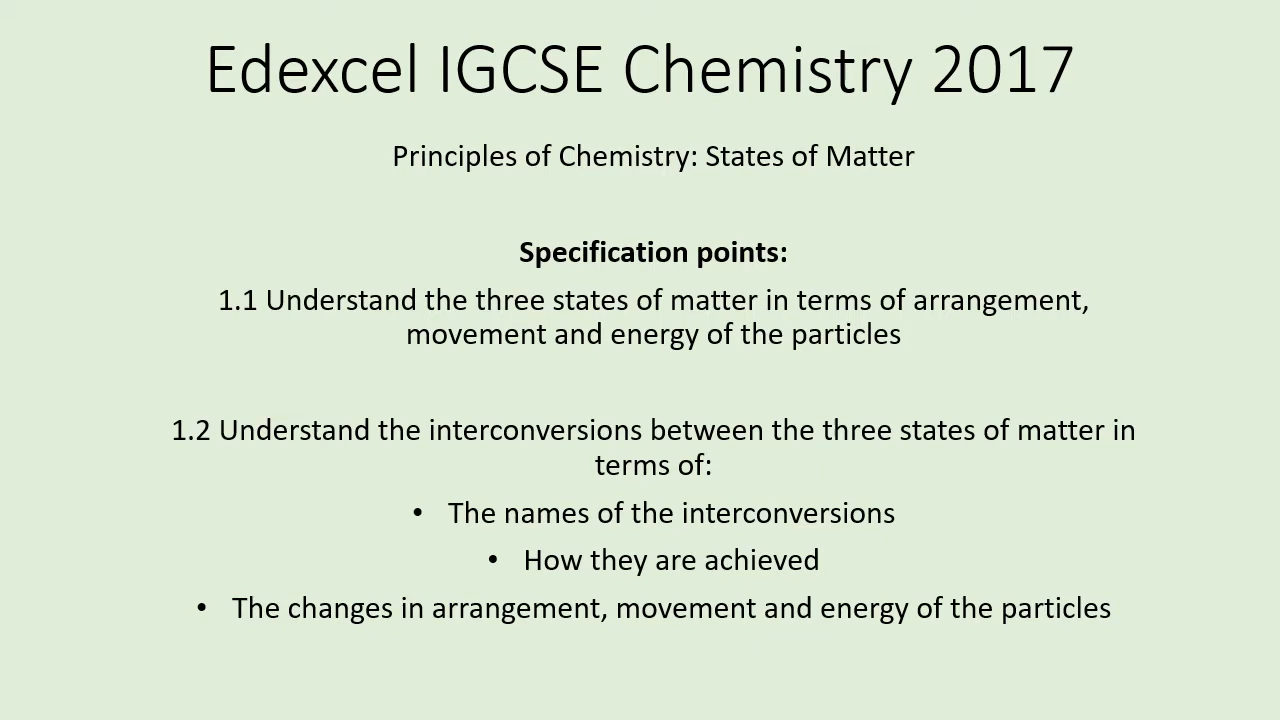 Edexcel IGCSE Chemistry 2017
Principles of Chemistry: States of Matter
Specification points:
1.1 Understand the three states of matter in terms of arrangement,
movement and energy of the particles
1.2 Understand the interconversions between the three states of matter in
terms of:
• The names of the interconversions
• How they are achieved
• The changes in arrangement, movement and energy of the particles